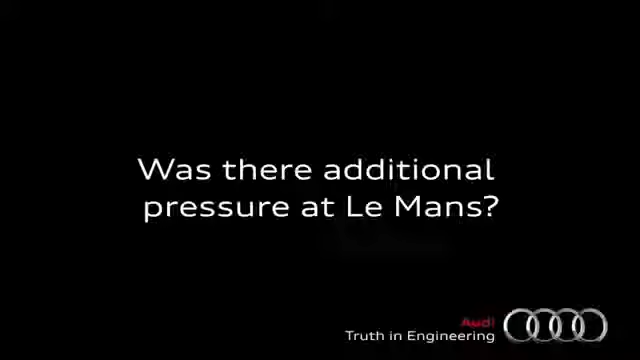 Was there additional
pressure at Le Mans?
Audi
Truth in Engineering